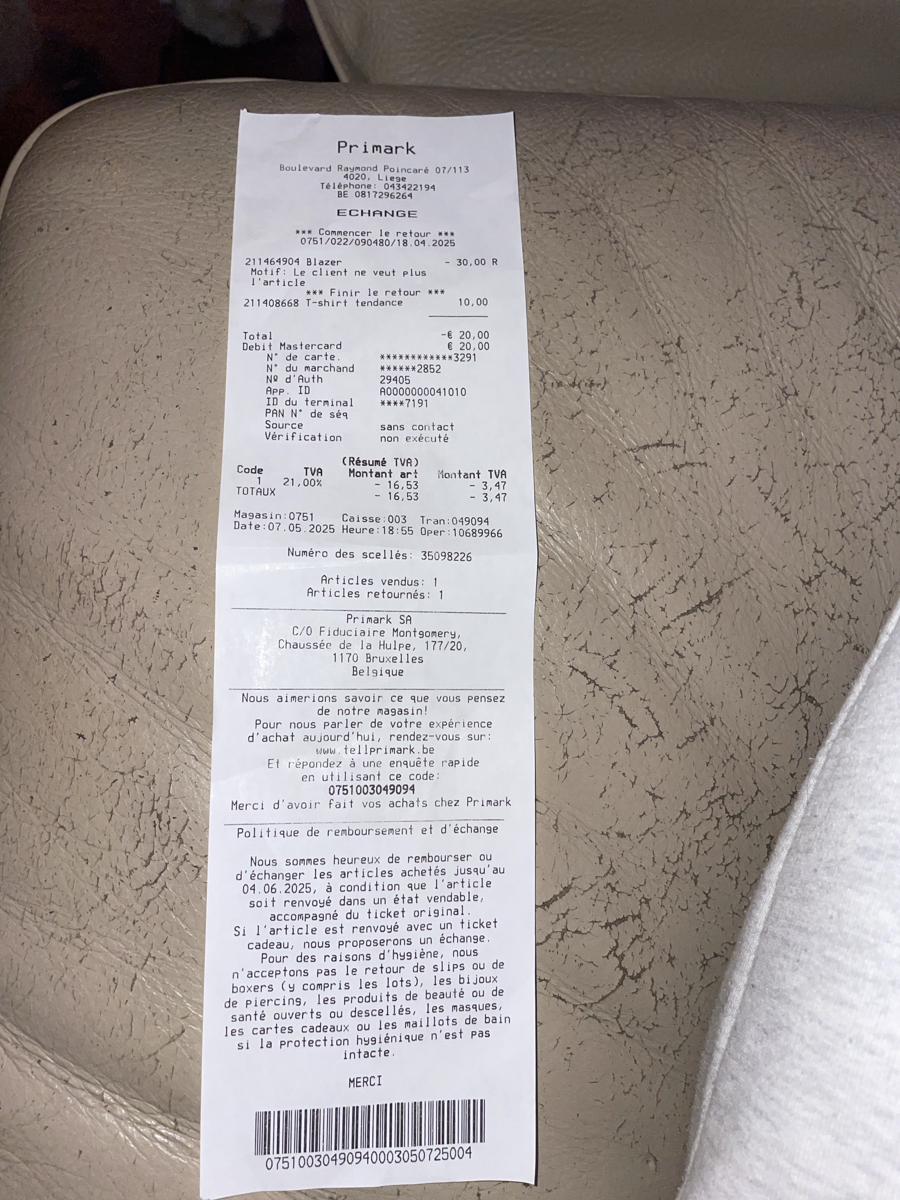 Primark
Boulevard Raymond Poincaré 07/113
4020, Liege
Téléphone: 043422194
BE 0817296264
ECHANGE
*** Commencer le retour ***
0751/022/090480/18.04.2025
211464904 Blazer - 30,00 R
Motif: Le client ne veut plus
l'article
*** Finir le retour ***
211408668 T-shirt tendance 10,00
Total -€ 20,00
Debit Mastercard € 20,00
N° de carte. ************3291
N° du marchand ******2852
Nº d'Auth 29405
App. ID A0000000041010
ID du terminal ****7191
PAN N° de séq
Source sans contact
Vérification non exécuté
(Résumé TVA)
Code TVA Montant art Montant TVA
1 21,00% - 16,53 - 3,47
TOTAUX - 16,53 - 3,47
Magasin:0751 Caisse:003 Tran:049094
Date:07.05.2025 Heure:18:55 Oper:10689966
Numéro des scellés: 35098226
Articles vendus: 1
Articles retournés: 1
Primark SA
C/O Fiduciaire Montgomery,
Chaussée de la Hulpe, 177/20,
1170 Bruxelles
Belgique
Nous aimerions savoir ce que vous pensez
de notre magasin!
Pour nous parler de votre expérience
d'achat aujourd'hui, rendez-vous sur:
www.tellprimark.be
Et répondez à une enquête rapide
en utilisant ce code:
0751003049094
Merci d'avoir fait vos achats chez Primark
Politique de remboursement et d'échange
Nous sommes heureux de rembourser ou
d'échanger les articles achetés jusqu'au
04.06.2025, à condition que l'article
soit renvoyé dans un état vendable,
accompagné du ticket original.
Si l'article est renvoyé avec un ticket
cadeau, nous proposerons un échange.
Pour des raisons d'hygiène, nous
n'acceptons pas le retour de slips ou de
boxers (y compris les lots), les bijoux
de piercing, les produits de beauté ou de
santé ouverts ou descellés, les masques,
les cartes cadeaux ou les maillots de bain
si la protection hygiénique n'est pas
intacte.
MERCI
07510030490940003050725004